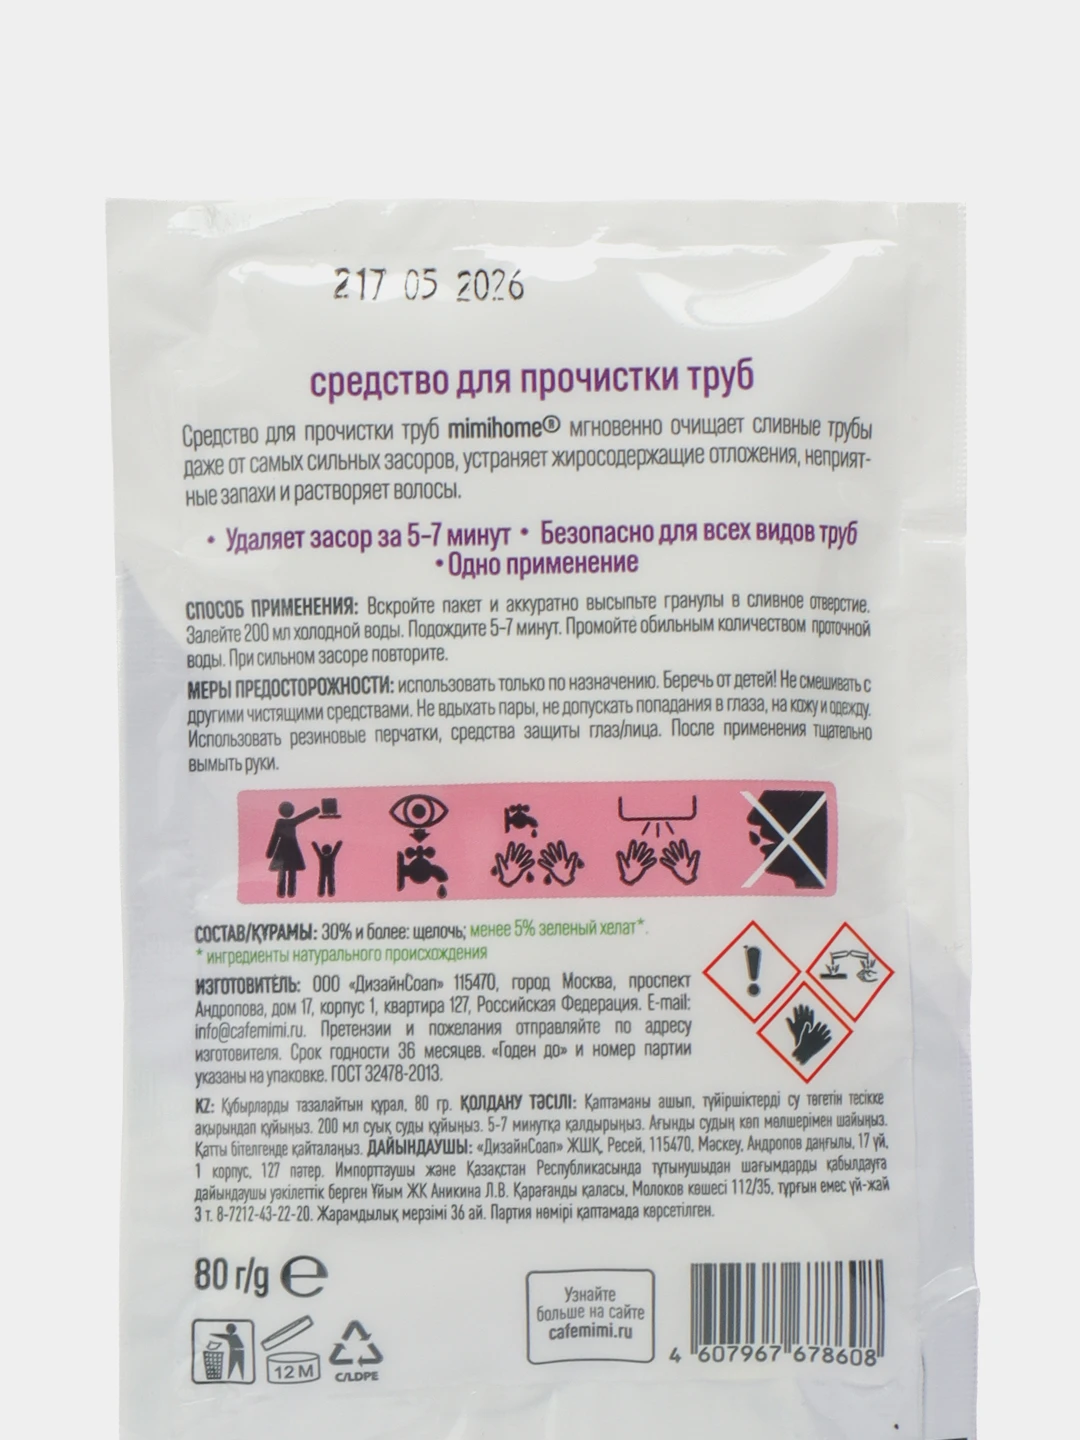 217 05 2026
средство для прочистки труб
Средство для прочистки труб mimihome® мгновенно очищает сливные трубы
даже от самых сильных засоров, устраняет жиросодержащие отложения, неприят-
ные запахи и растворяет волосы.
• Удаляет засор за 5-7 минут • Безопасно для всех видов труб
• Одно применение
СПОСОБ ПРИМЕНЕНИЯ: Вскройте пакет и аккуратно высыпьте гранулы в сливное отверстие.
Залейте 200 мл холодной воды. Подождите 5-7 минут. Промойте обильным количеством проточной
воды. При сильном засоре повторите.
МЕРЫ ПРЕДОСТОРОЖНОСТИ: использовать только по назначению. Беречь от детей! Не смешивать с
другими чистящими средствами. Не вдыхать пары, не допускать попадания в глаза, на кожу и одежду.
Использовать резиновые перчатки, средства защиты глаз/лица. После применения тщательно
вымыть руки.
СОСТАВ/ҚҰРАМЫ: 30% и более: щелочь; менее 5% зеленый хелат*.
* ингредиенты натурального происхождения
ИЗГОТОВИТЕЛЬ: ООО «ДизайнСоап» 115470, город Москва, проспект
Андропова, дом 17, корпус 1, квартира 127, Российская Федерация. E-mail:
info@cafemimi.ru. Претензии и пожелания отправляйте по адресу
изготовителя. Срок годности 36 месяцев. «Годен до» и номер партии
указаны на упаковке. ГОСТ 32478-2013.
KZ: Құбырларды тазалайтын құрал, 80 гр. ҚОЛДАНУ ТӘСІЛІ: Қаптаманы ашып, түйіршіктерді су төгетін тесікке
ақырындап құйыңыз. 200 мл суық суды құйыңыз. 5-7 минутқа қалдырыңыз. Ағынды судың көп мөлшерімен шайыңыз.
Қатты бітелгенде қайталаңыз. ДАЙЫНДАУШЫ: «ДизайнСоап» ЖШҚ, Ресей, 115470, Мәскеу, Андропов даңғылы, 17 үй,
1 корпус, 127 пәтер. Импорттаушы және Қазақстан Республикасында тұтынушыдан шағымдарды қабылдауға
дайындаушы уәкілеттік берген Ұйым ЖК Аникина Л.В. Қарағанды қаласы, Молоков көшесі 112/35, тұрғын емес үй-жай
3 т. 8-7212-43-22-20. Жарамдылық мерзімі 36 ай. Партия нөмірі қаптамада көрсетілген.
80 г/g ℮
Узнайте
больше на сайте
cafemimi.ru
12 M
C/LDPE
4 607967 678608